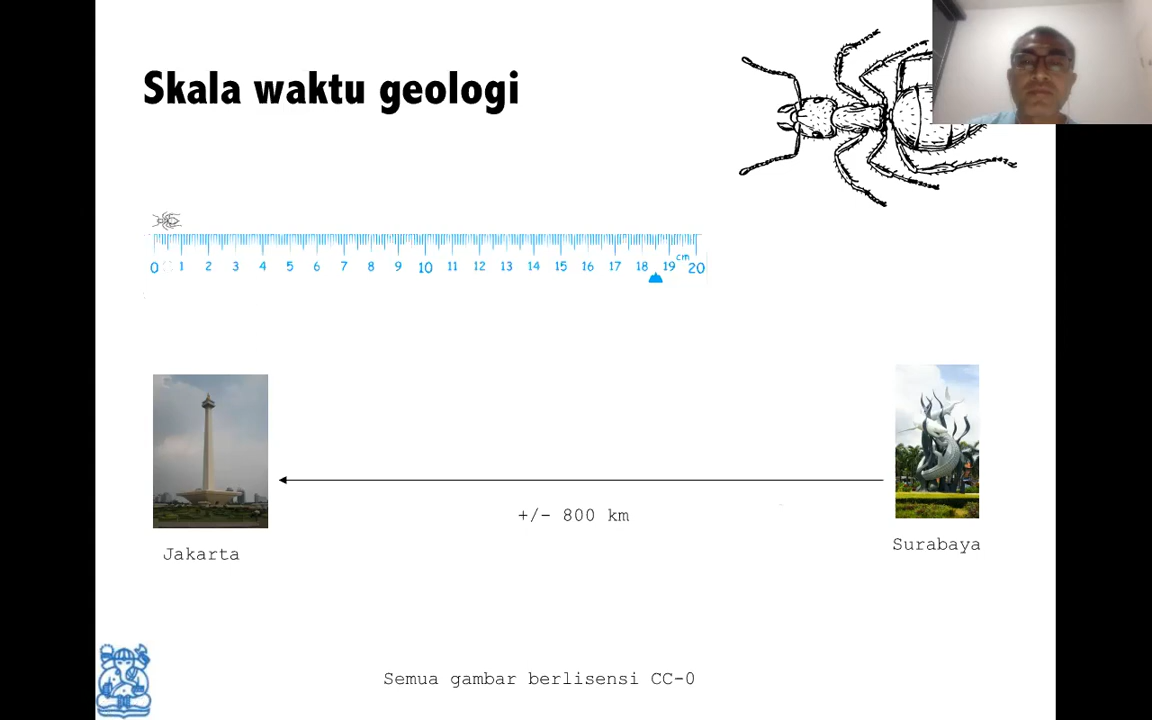 Skala waktu geologi
0 1 2 3 4 5 6 7 8 9 10 11 12 13 14 15 16 17 18 19 20
cm
+/- 800 km
Jakarta
Surabaya
Semua gambar berlisensi CC-0